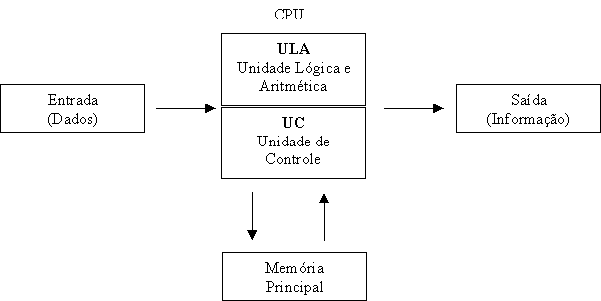 CPU
ULA
Unidade Lógica e
Aritmética
Entrada
(Dados)
UC
Unidade de
Controle
Saída
(Informação)
Memória
Principal